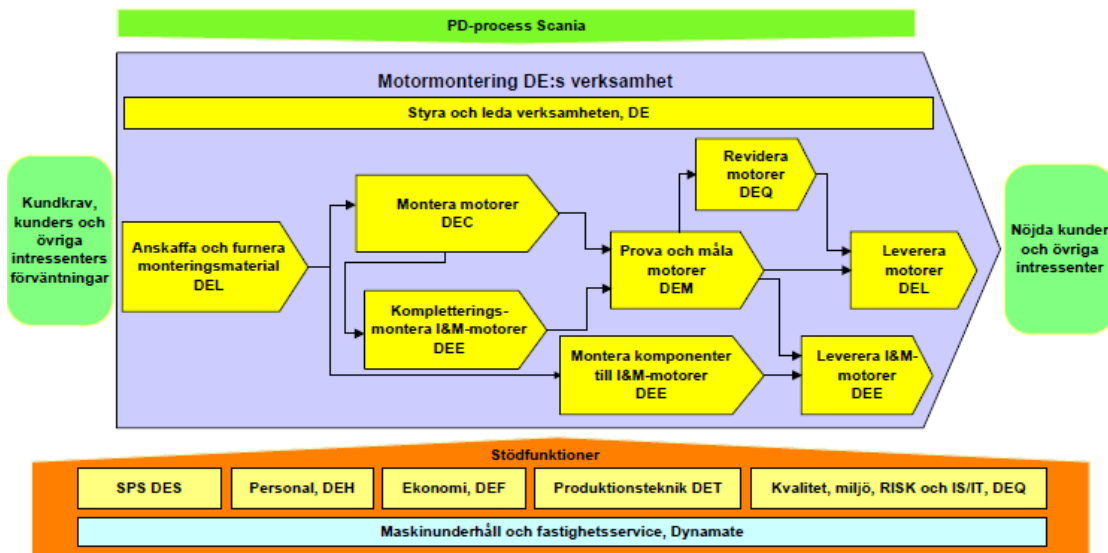 PD-process Scania
Motormontering DE:s verksamhet
Styra och leda verksamheten, DE
Kundkrav,
kunders och
övriga
intressenters
förväntningar
Anskaffa och furnera
monteringsmaterial
DEL
Montera motorer
DEC
Kompletterings-
montera I&M-motorer
DEE
Revidera
motorer
DEQ
Prova och måla
motorer
DEM
Montera komponenter
till I&M-motorer
DEE
Leverera
motorer
DEL
Leverera I&M-
motorer
DEE
Nöjda kunder
och övriga
intressenter
Stödfunktioner
SPS DES
Personal, DEH
Ekonomi, DEF
Produktionsteknik DET
Kvalitet, miljö, RISK och IS/IT, DEQ
Maskinunderhåll och fastighetsservice, Dynamate